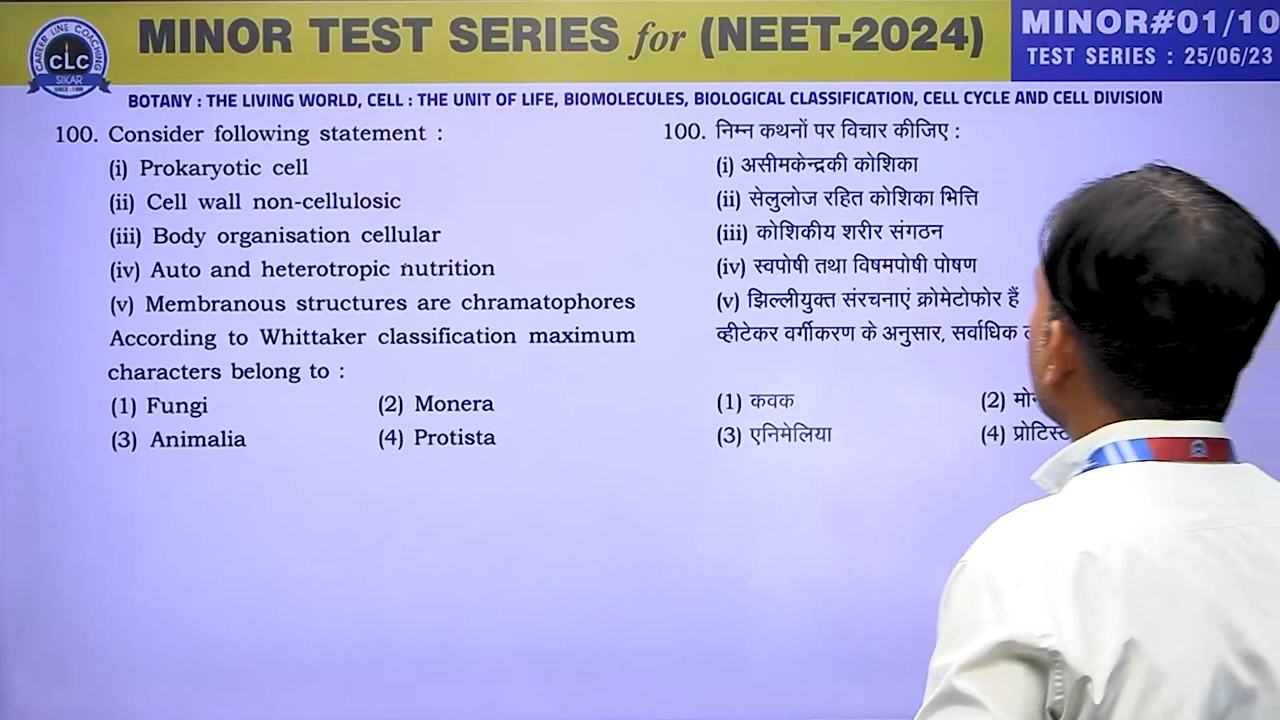 MINOR TEST SERIES for (NEET-2024)
MINOR#01/10
TEST SERIES : 25/06/23
CAREER LINE COACHING
CLC
SIKAR
BOTANY : THE LIVING WORLD, CELL : THE UNIT OF LIFE, BIOMOLECULES, BIOLOGICAL CLASSIFICATION, CELL CYCLE AND CELL DIVISION
100. Consider following statement :
(i) Prokaryotic cell
(ii) Cell wall non-cellulosic
(iii) Body organisation cellular
(iv) Auto and heterotropic nutrition
(v) Membranous structures are chramatophores
According to Whittaker classification maximum
characters belong to :
(1) Fungi (2) Monera
(3) Animalia (4) Protista
100. निम्न कथनों पर विचार कीजिए :
(i) असीमकेन्द्रकी कोशिका
(ii) सेलुलोज रहित कोशिका भित्ति
(iii) कोशिकीय शरीर संगठन
(iv) स्वपोषी तथा विषमपोषी पोषण
(v) झिल्लीयुक्त संरचनाएं क्रोमेटोफोर हैं
व्हीटेकर वर्गीकरण के अनुसार, सर्वाधिक
(1) कवक (2)
(3) एनिमेलिया (4)